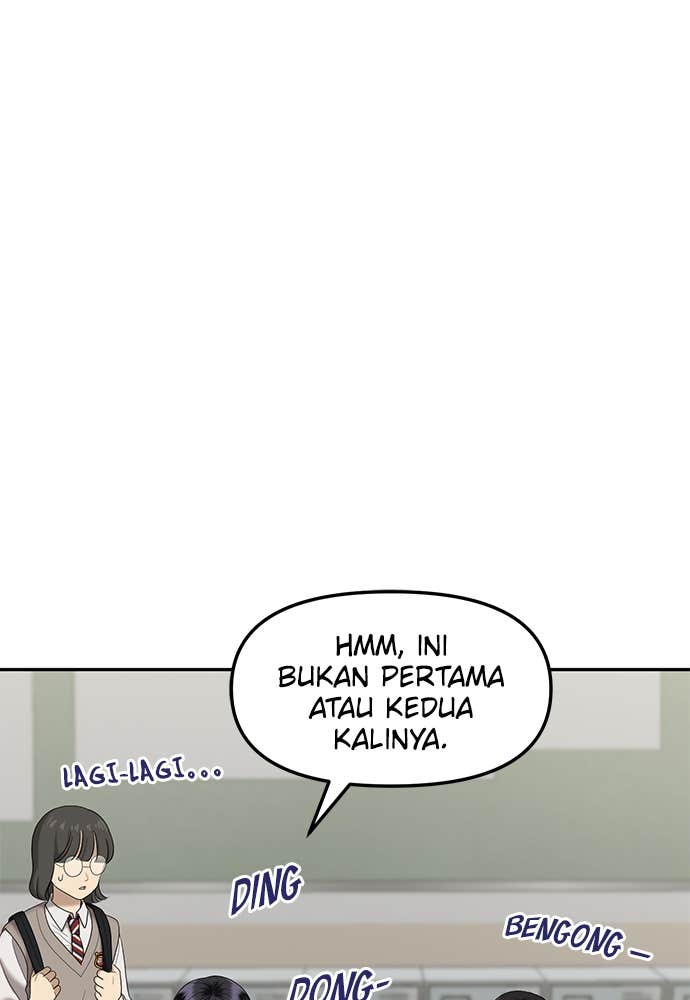 HMM, INI
BUKAN PERTAMA
ATAU KEDUA
KALINYA.
LAGI-LAGI...
DING
BENGONG —
DONG-